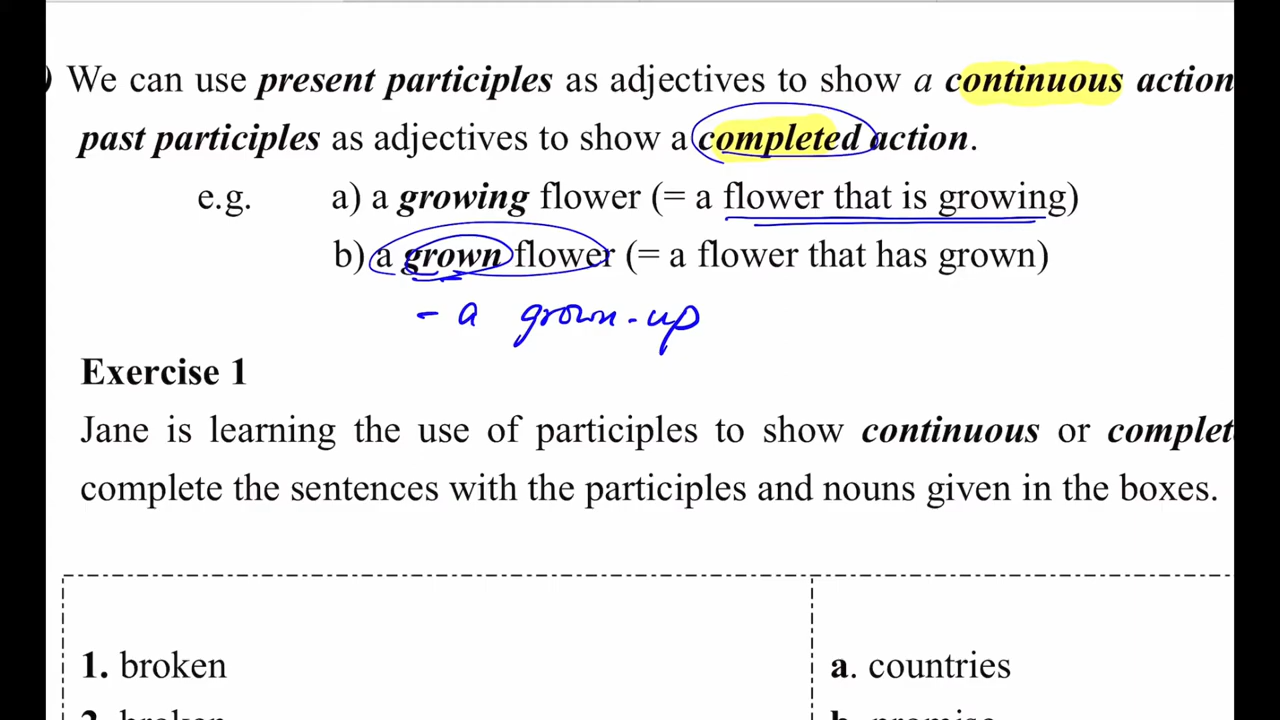 ) We can use present participles as adjectives to show a continuous action
past participles as adjectives to show a completed action.
e.g. a) a growing flower (= a flower that is growing)
b) a grown flower (= a flower that has grown)
- a grown-up
Exercise 1
Jane is learning the use of participles to show continuous or complet
complete the sentences with the participles and nouns given in the boxes.
1. broken a. countries
2. broken b. promise